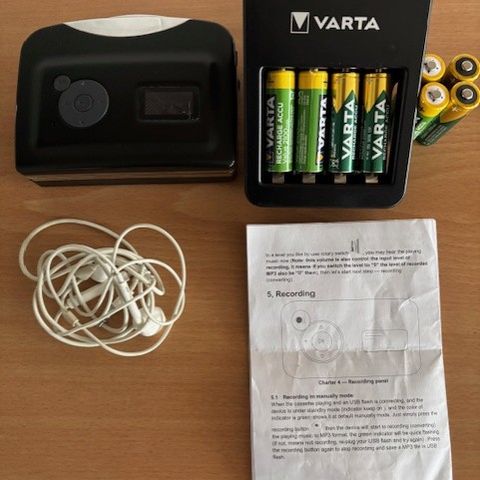 VARTA
VARTA
RECHARGE ACCU
VARTA
VARTA
VARTA
In a level you like by use rotary switch , you may hear the playing
music now (Note: this volume is also control the input level of
recording, it means if you switch the level to "0" the level of recorded
MP3 also be "0" then), then let's start next step — recording
(converting).
5, Recording
Charter 4 — Recording panel
5.1 Recording in manually mode
When the cassette playing and an USB flash is connecting, and the
device is under standby mode (indicator keep on ), and the color of
indicator is green, shows it at default manually mode. Just simply press the
recording button , then the device will start to recording (converting)
the playing music to MP3 format, the green indicator will be quick flashing
(if not, means not recording, re-plug your USB flash and try again). Press
the recording button again to stop recording and save a MP3 file in USB
flash.